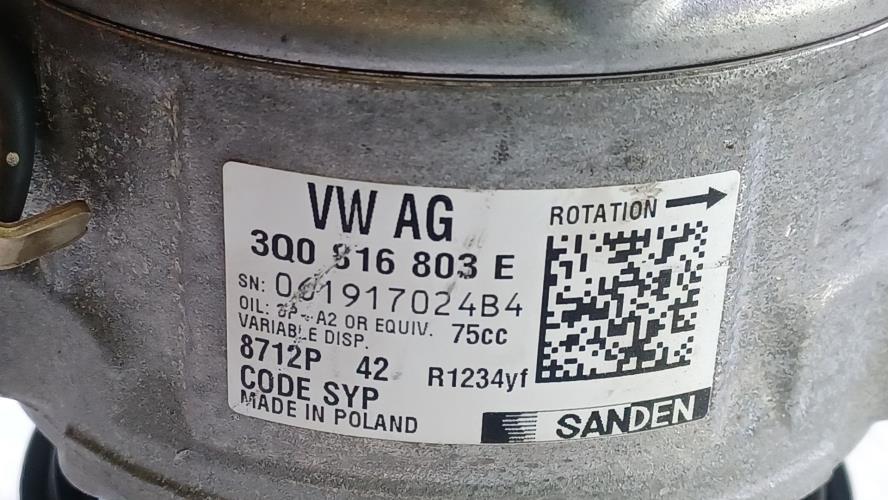 VW AG
ROTATION
3Q0 816 803 E
SN: 001917024B4
OIL: SP-A2 OR EQUIV. 75cc
VARIABLE DISP.
8712P 42 R1234yf
CODE SYP
MADE IN POLAND
SANDEN